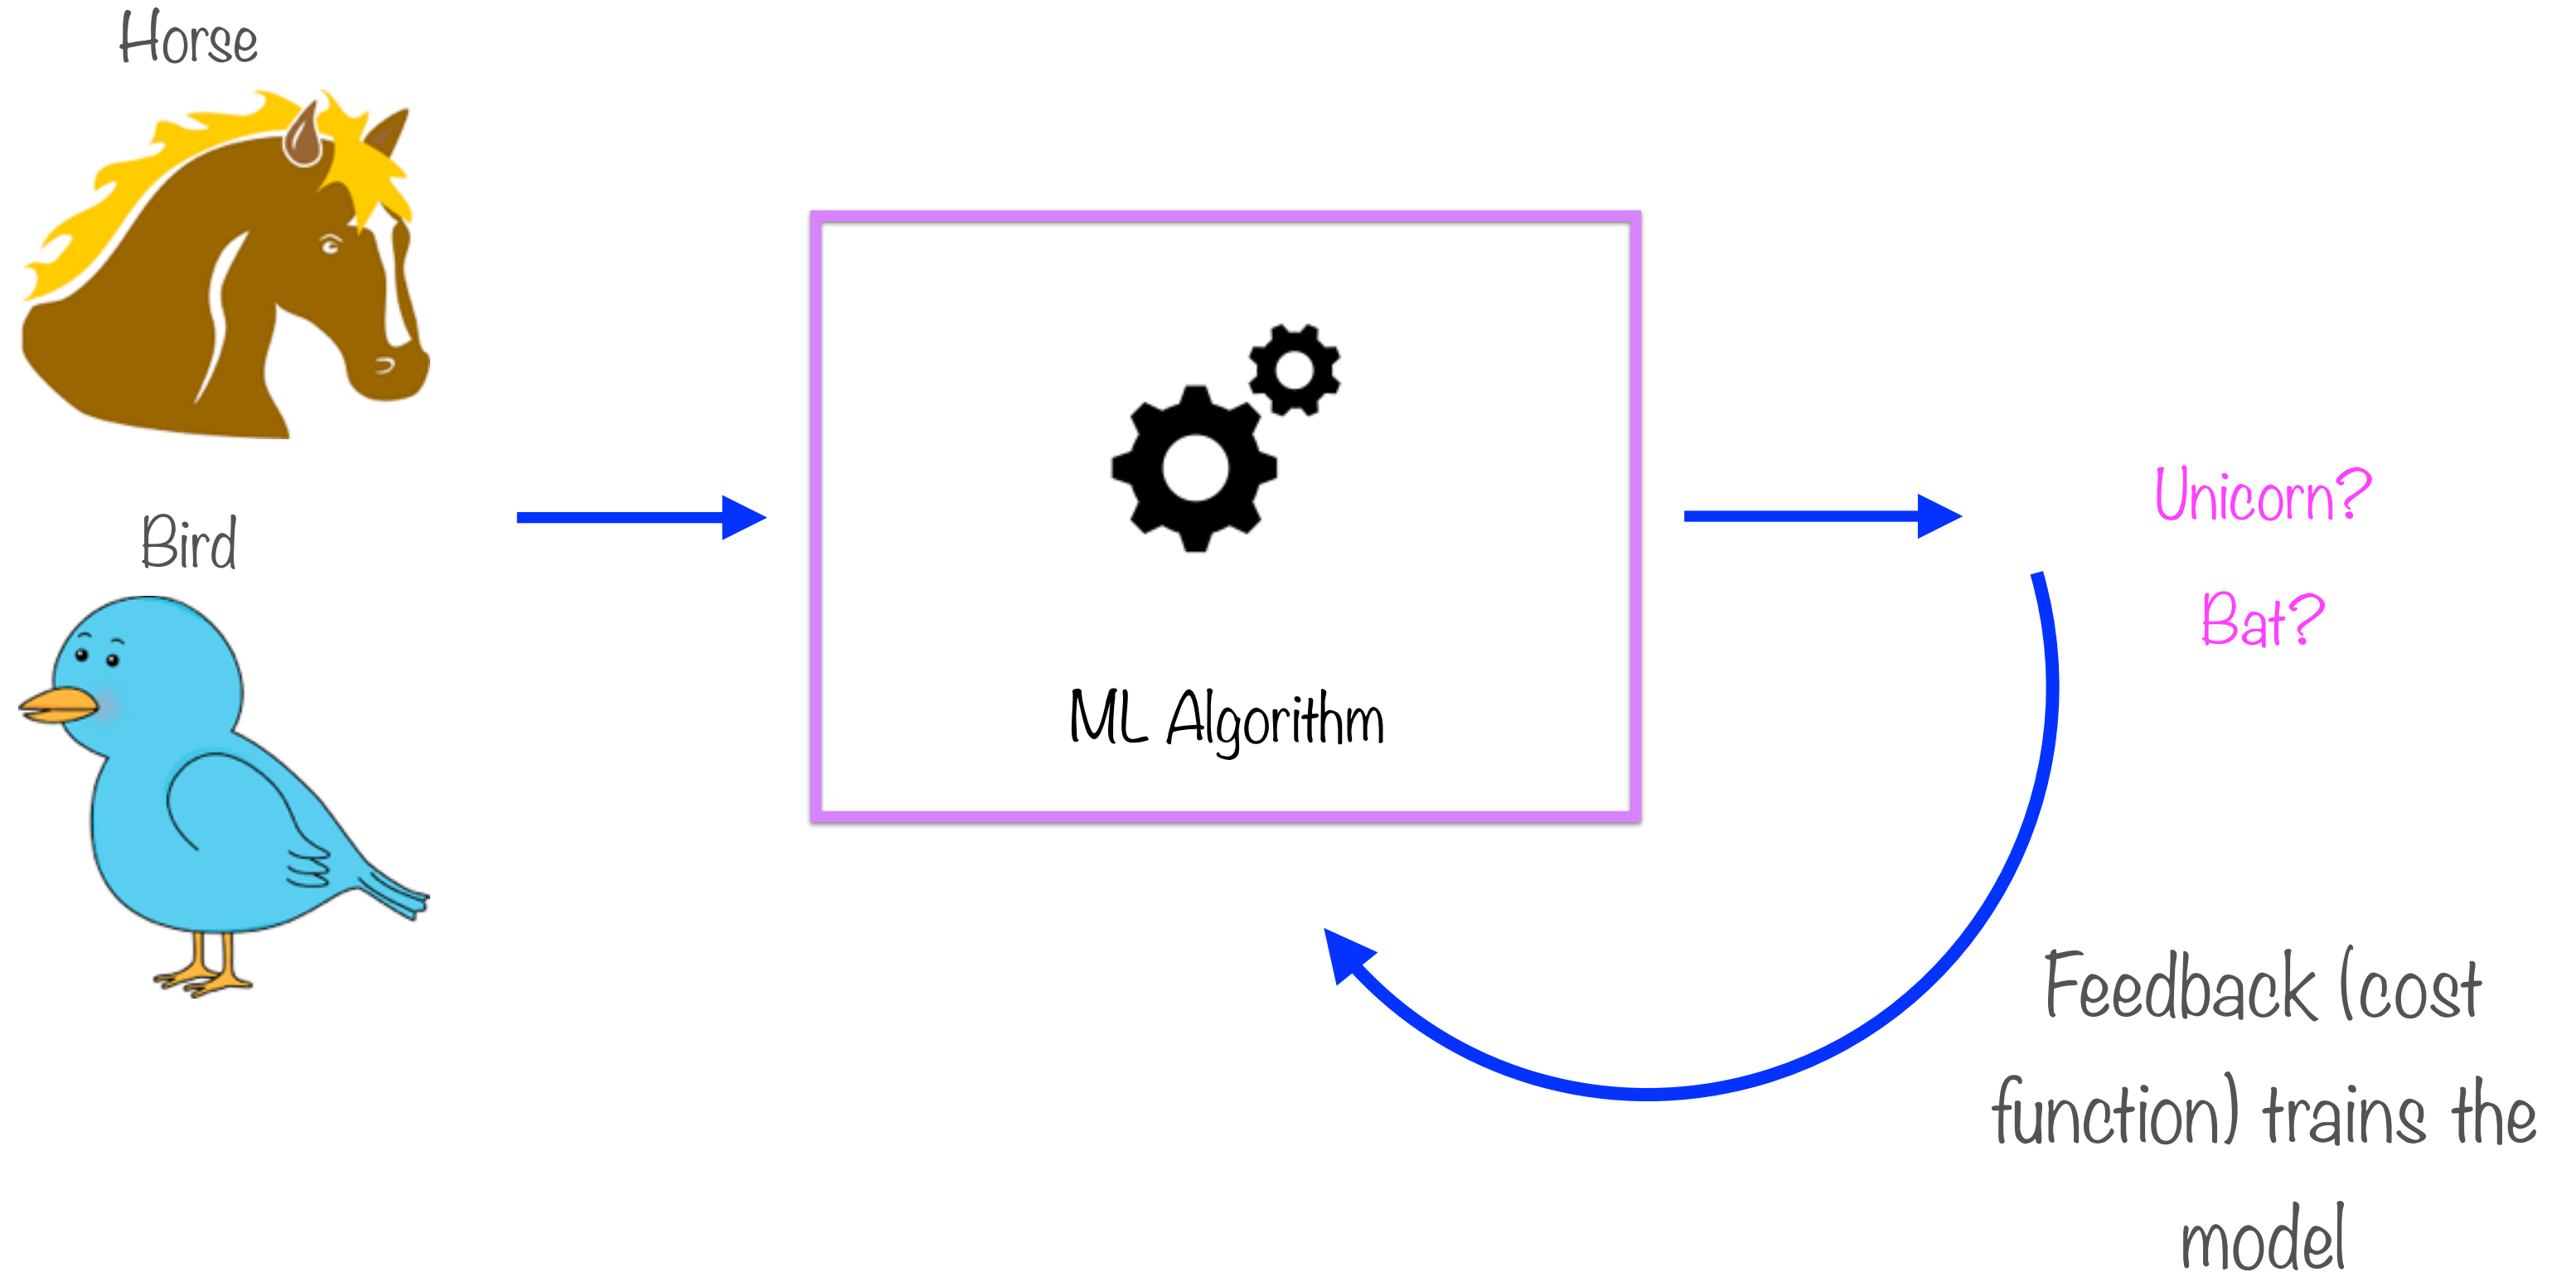 Horse
Bird
ML Algorithm
Unicorn?
Bat?
Feedback (cost
function) trains the
model